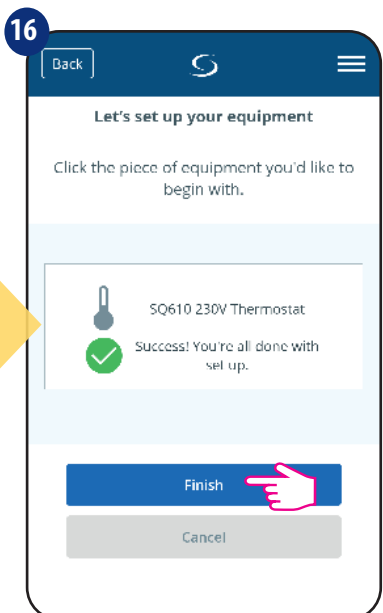 16
Back
Let's set up your equipment
Click the piece of equipment you'd like to
begin with.
SQ610 230V Thermostat
Success! You're all done with
set up.
Finish
Cancel